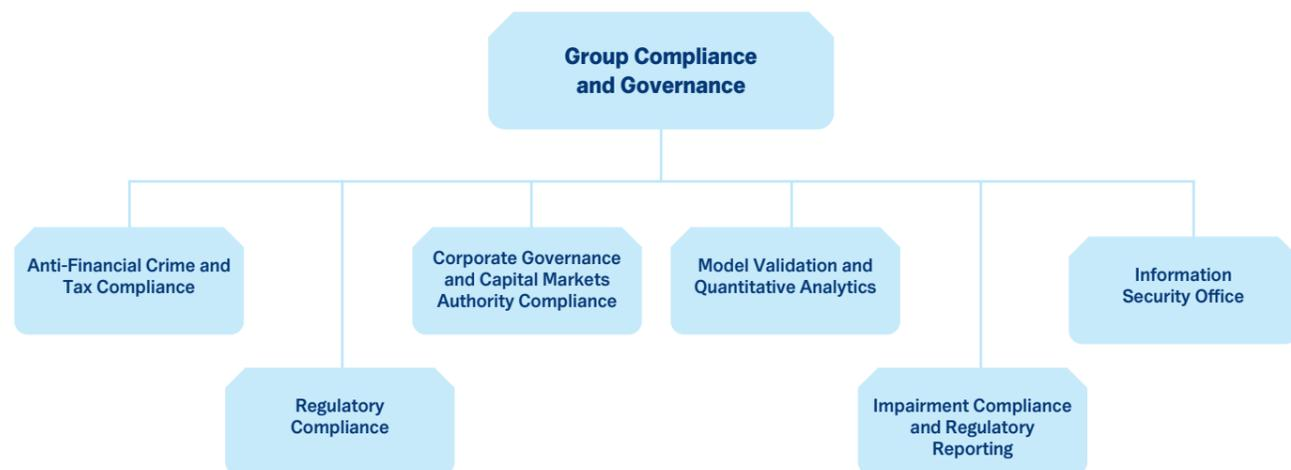 Group Compliance
and Governance
Anti-Financial Crime and
Tax Compliance
Corporate Governance
and Capital Markets
Authority Compliance
Model Validation and
Quantitative Analytics
Information
Security Office
Regulatory
Compliance
Impairment Compliance
and Regulatory
Reporting